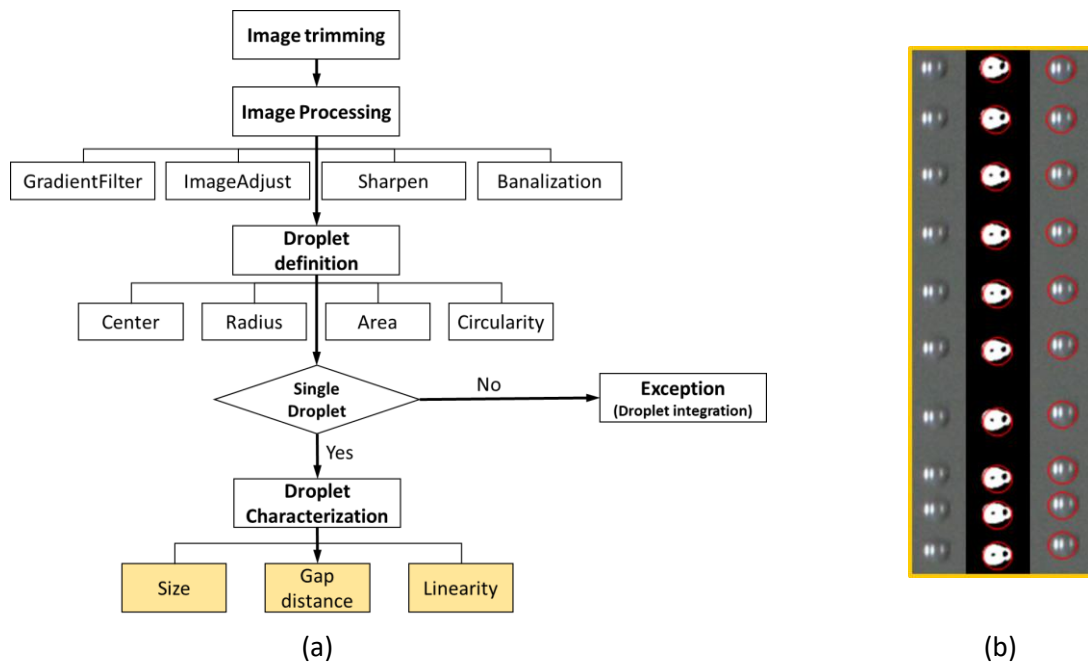 Image trimming
Image Processing
GradientFilter
ImageAdjust
Sharpen
Banalization
Droplet
definition
Center
Radius
Area
Circularity
Single
Droplet
No
Exception
(Droplet integration)
Yes
Droplet
Characterization
Size
Gap
distance
Linearity
(a)
(b)